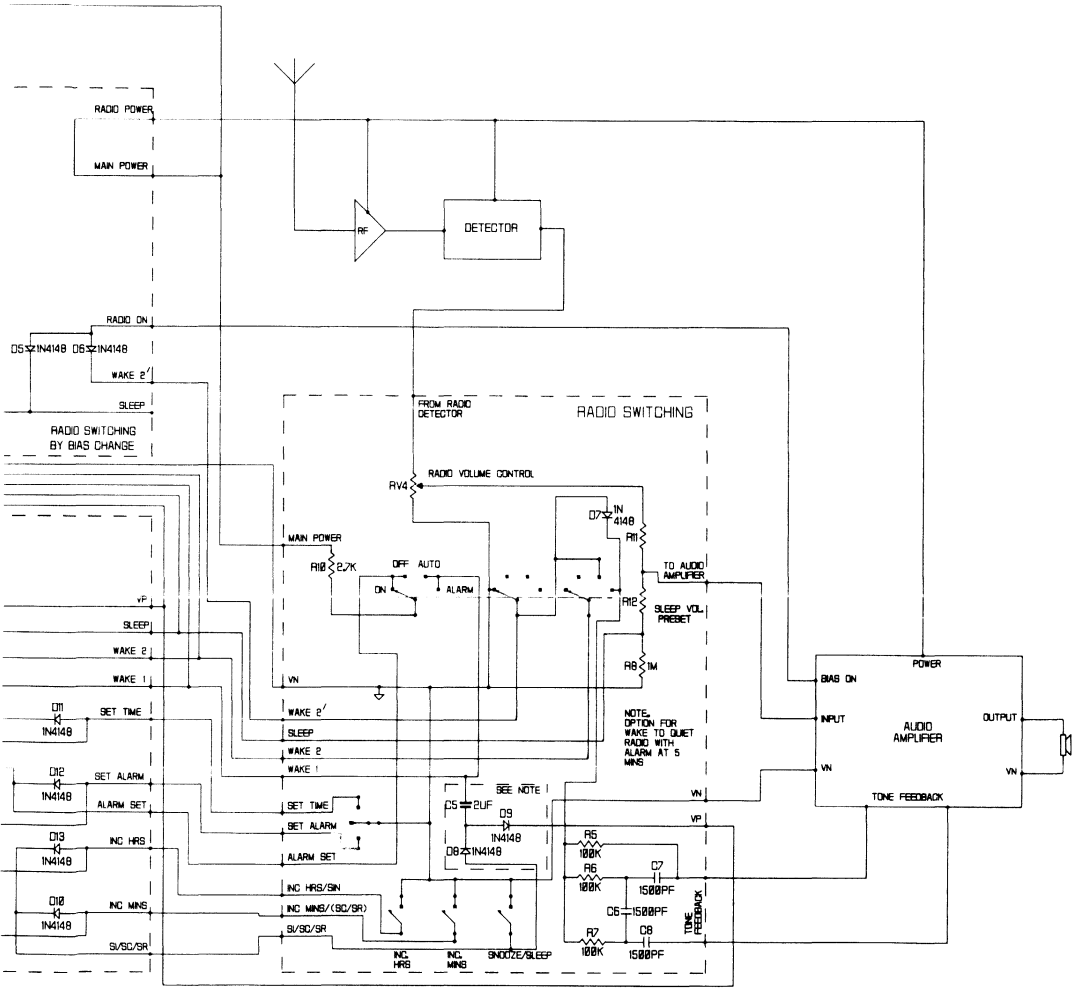 RADIO POWER
MAIN POWER
RF
DETECTOR
RADIO ON
D5 1N4148 D6 1N4148
WAKE 2'
SLEEP
RADIO SWITCHING
BY BIAS CHANGE
FROM RADIO
DETECTOR
RADIO SWITCHING
RADIO VOLUME CONTROL
RV4
D7 1N
4148
R11
MAIN POWER
R10 2.7K
OFF AUTO
ON
ALARM
TO AUDIO
AMPLIFIER
R12
SLEEP VOL.
PRESET
R8 1M
VP
SLEEP
WAKE 2
WAKE 1
VN
D11
1N4148
SET TIME
WAKE 2'
SLEEP
WAKE 2
WAKE 1
NOTE.
OPTION FOR
WAKE TO QUIET
RADIO WITH
ALARM AT 5
MINS
POWER
BIAS ON
INPUT
AUDIO
AMPLIFIER
OUTPUT
VN
VN
TONE FEEDBACK
D12
1N4148
SET ALARM
ALARM SET
SEE NOTE
C5 2UF
D9
1N4148
D8 1N4148
VN
VP
SET TIME
SET ALARM
ALARM SET
D13
1N4148
INC HRS
R5
100K
R6
100K
C7
1500PF
C6 1500PF
R7
100K
C8
1500PF
TONE
FEEDBACK
INC HRS/SIN
INC MINS/(SC/SR)
SI/SC/SR
D10
1N4148
INC MINS
SI/SC/SR
INC.
HRS
INC.
MINS
SNOOZE/SLEEP